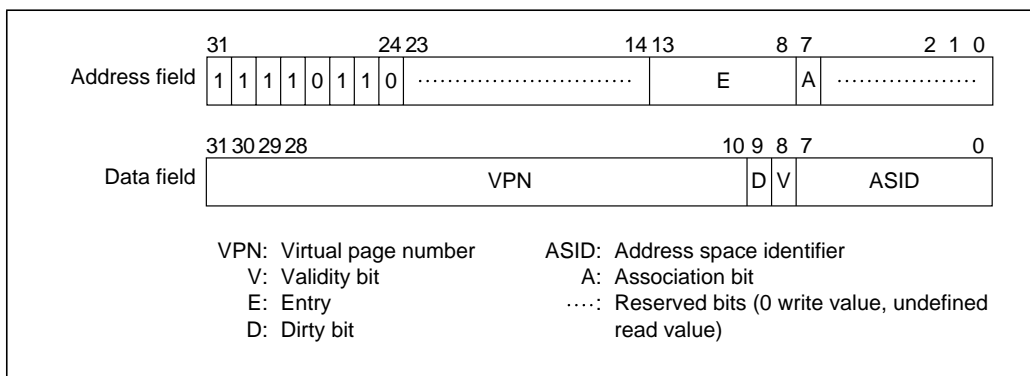 31 24 23 14 13 8 7 2 1 0
Address field 1 1 1 1 0 1 1 0 ............................. E A ...................
31 30 29 28 10 9 8 7 0
Data field VPN D V ASID
VPN: Virtual page number ASID: Address space identifier
V: Validity bit A: Association bit
E: Entry ····: Reserved bits (0 write value, undefined
D: Dirty bit read value)